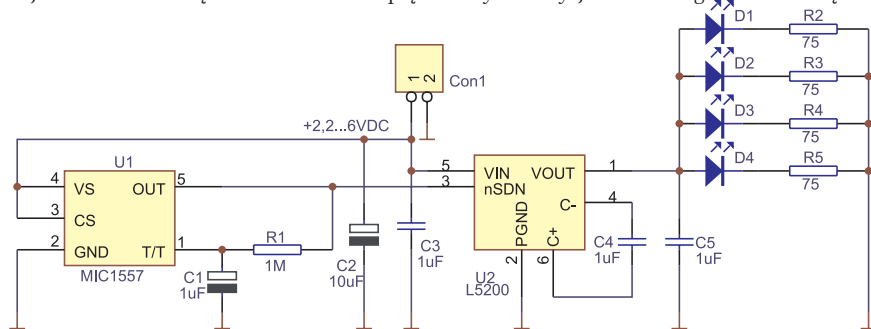 D1
R2
75
D2
R3
75
D3
R4
75
D4
R5
75
1
2
Con1
+2,2...6VDC
U1
4
VS
OUT
5
3
CS
2
GND
T/T
1
MIC1557
R1
1M
C1
1uF
C2
10uF
C3
1uF
5
VIN
VOUT
1
3
nSDN
C-
4
PGND
C+
2
6
U2
L5200
C4
1uF
C5
1uF